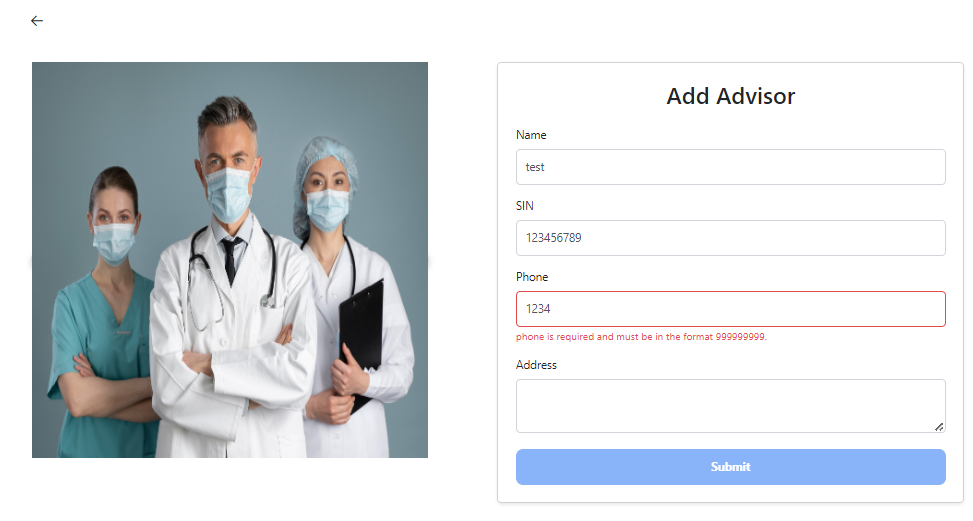 Add Advisor
Name
test
SIN
123456789
Phone
1234
phone is required and must be in the format 999999999.
Address
Submit